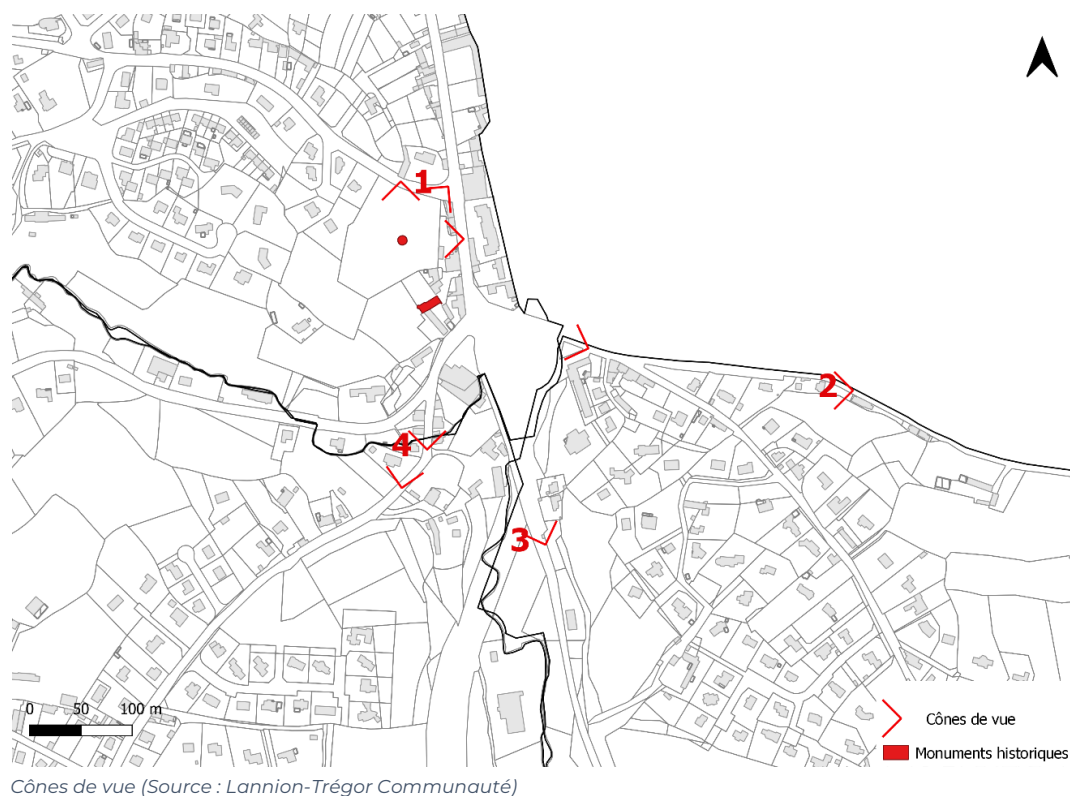 1
2
4
3
0 50 100 m
Cônes de vue
Monuments historiques
Cônes de vue (Source : Lannion-Trégor Communauté)